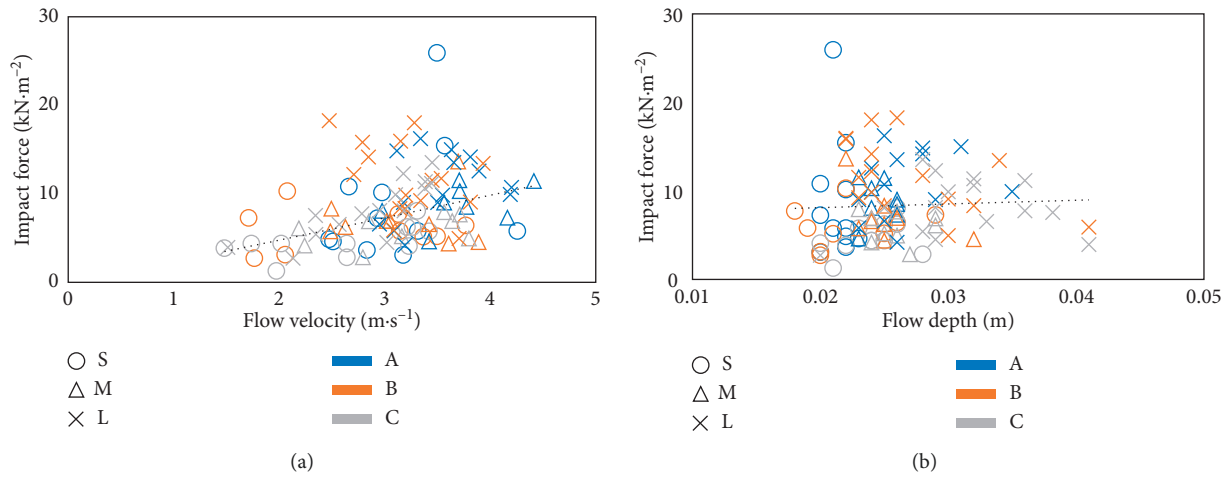 30
20
10
0
Impact force (kN·m⁻²)
0 1 2 3 4 5
Flow velocity (m·s⁻¹)
S A
M B
L C
(a)
30
20
10
0
Impact force (kN·m⁻²)
0.01 0.02 0.03 0.04 0.05
Flow depth (m)
S A
M B
L C
(b)